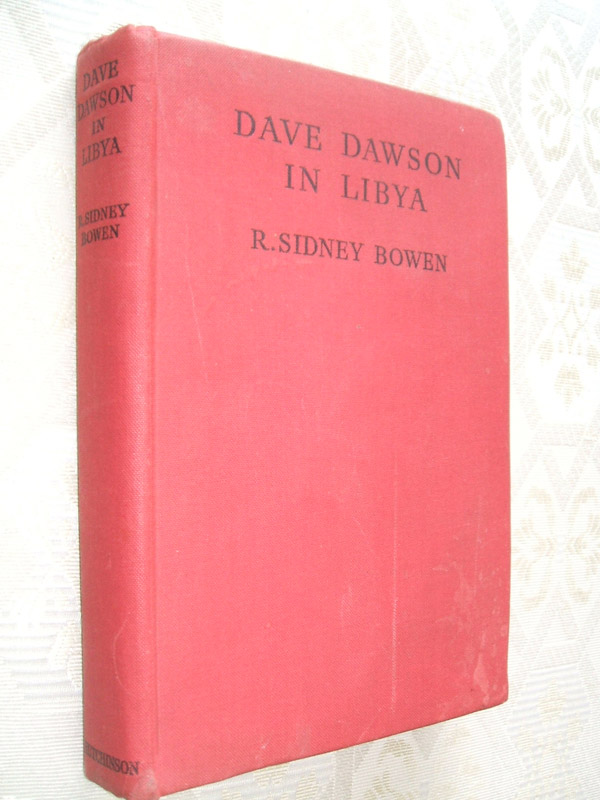 DAVE
DAWSON
IN
LIBYA
R.SIDNEY
BOWEN
HUTCHINSON
DAVE DAWSON
IN LIBYA
R.SIDNEY BOWEN